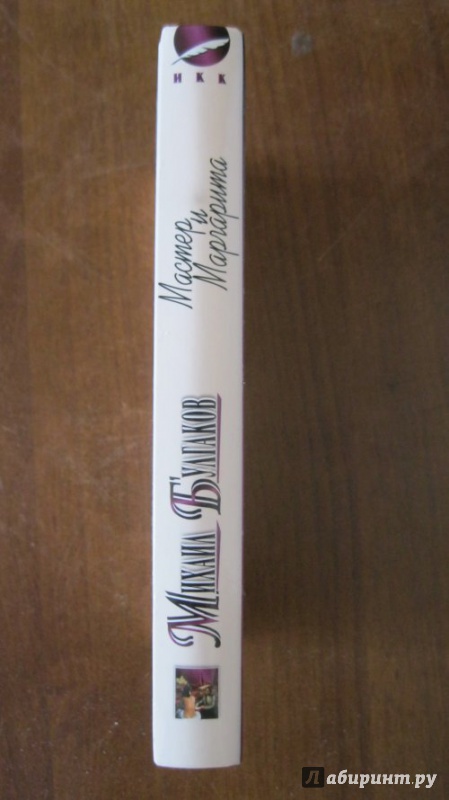 ИКК
Мастер
и
Маргарита
Михаил Булгаков
Лабиринт.ру